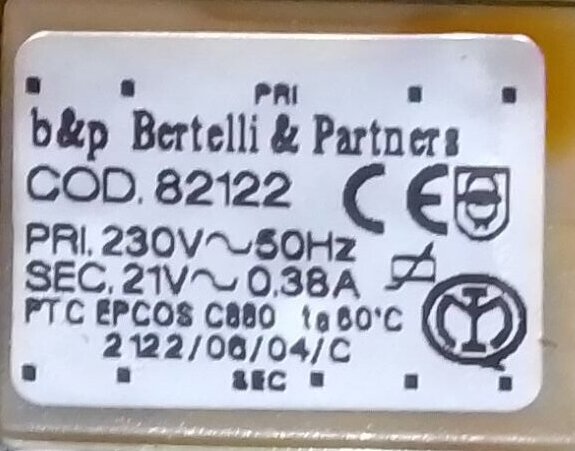 PRI
b&p Bertelli & Partners
COD. 82122 CE
PRI. 230V~50Hz
SEC. 21V~ 0.38A
PTC EPCOS C880 ta 60°C
2122/06/04/C
SEC